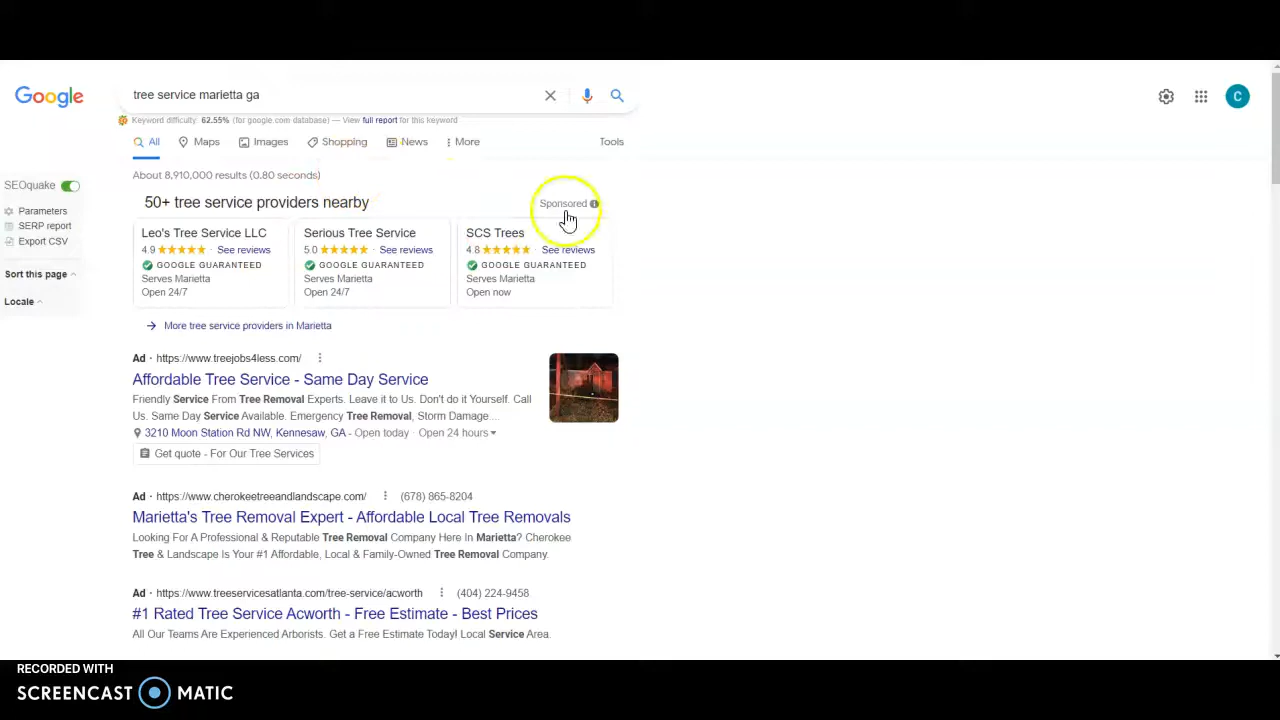 Google
tree service marietta ga
Keyword difficulty: 62.55% (for google.com database) — View full report for this keyword
All Maps Images Shopping News More Tools
About 8,910,000 results (0.80 seconds)
C
SEOquake
Parameters
SERP report
Export CSV
Sort this page
Locale
50+ tree service providers nearby
Sponsored
Leo's Tree Service LLC
4.9 · See reviews
GOOGLE GUARANTEED
Serves Marietta
Open 24/7
Serious Tree Service
5.0 · See reviews
GOOGLE GUARANTEED
Serves Marietta
Open 24/7
SCS Trees
4.8 · See reviews
GOOGLE GUARANTEED
Serves Marietta
Open now
More tree service providers in Marietta
Ad · https://www.treejobs4less.com/
Affordable Tree Service - Same Day Service
Friendly Service From Tree Removal Experts. Leave it to Us. Don't do it Yourself. Call
Us. Same Day Service Available. Emergency Tree Removal, Storm Damage ...
3210 Moon Station Rd NW, Kennesaw, GA - Open today · Open 24 hours
Get quote - For Our Tree Services
Ad · https://www.cherokeetreeandlandscape.com/ (678) 865-8204
Marietta's Tree Removal Expert - Affordable Local Tree Removals
Looking For A Professional & Reputable Tree Removal Company Here In Marietta? Cherokee
Tree & Landscape Is Your #1 Affordable, Local & Family-Owned Tree Removal Company.
Ad · https://www.treeservicesatlanta.com/tree-service/acworth (404) 224-9458
#1 Rated Tree Service Acworth - Free Estimate - Best Prices
All Our Teams Are Experienced Arborists. Get a Free Estimate Today! Local Service Area.
RECORDED WITH
SCREENCAST MATIC